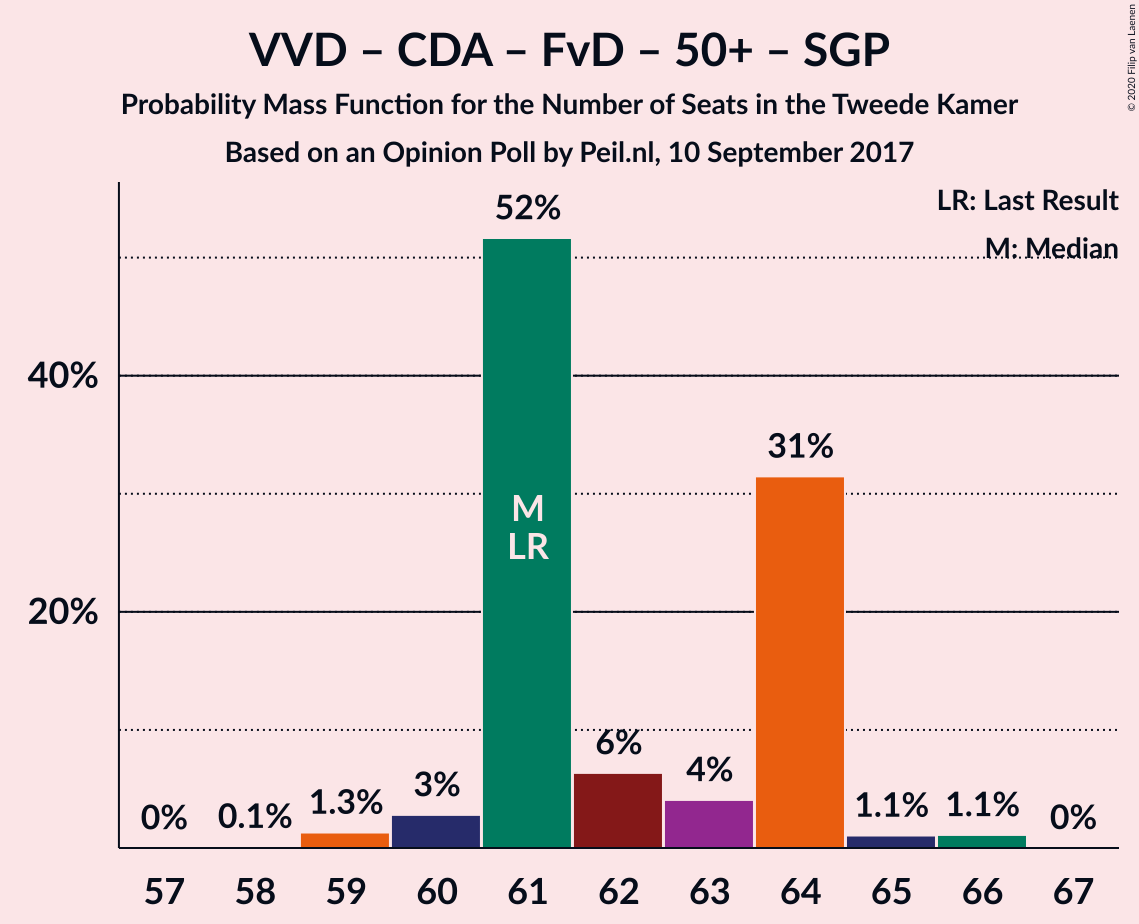 VVD – CDA – FvD – 50+ – SGP
Probability Mass Function for the Number of Seats in the Tweede Kamer
Based on an Opinion Poll by Peil.nl, 10 September 2017
© 2020 Filip van Laenen
LR: Last Result
M: Median
52%
40%
31%
M
LR
20%
6%
4%
3%
1.3%
1.1%
1.1%
0%
0.1%
0%
57 58 59 60 61 62 63 64 65 66 67